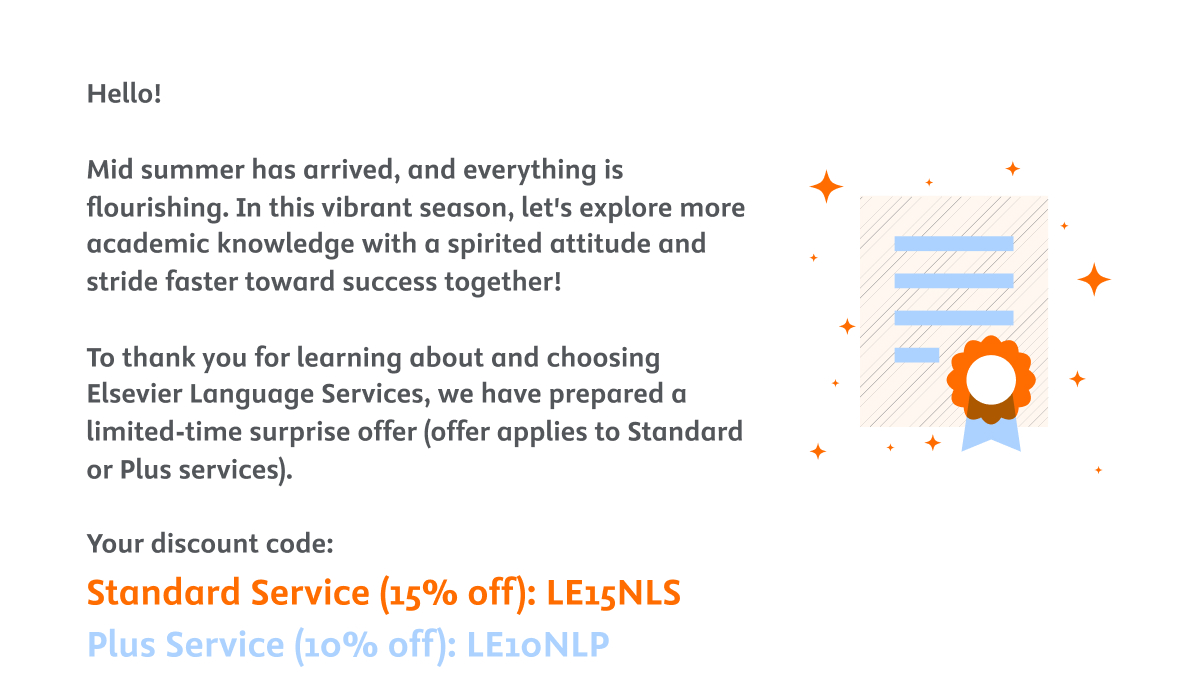 Hello!
Mid summer has arrived, and everything is
flourishing. In this vibrant season, let's explore more
academic knowledge with a spirited attitude and
stride faster toward success together!
To thank you for learning about and choosing
Elsevier Language Services, we have prepared a
limited-time surprise offer (offer applies to Standard
or Plus services).
Your discount code:
Standard Service (15% off): LE15NLS
Plus Service (10% off): LE10NLP